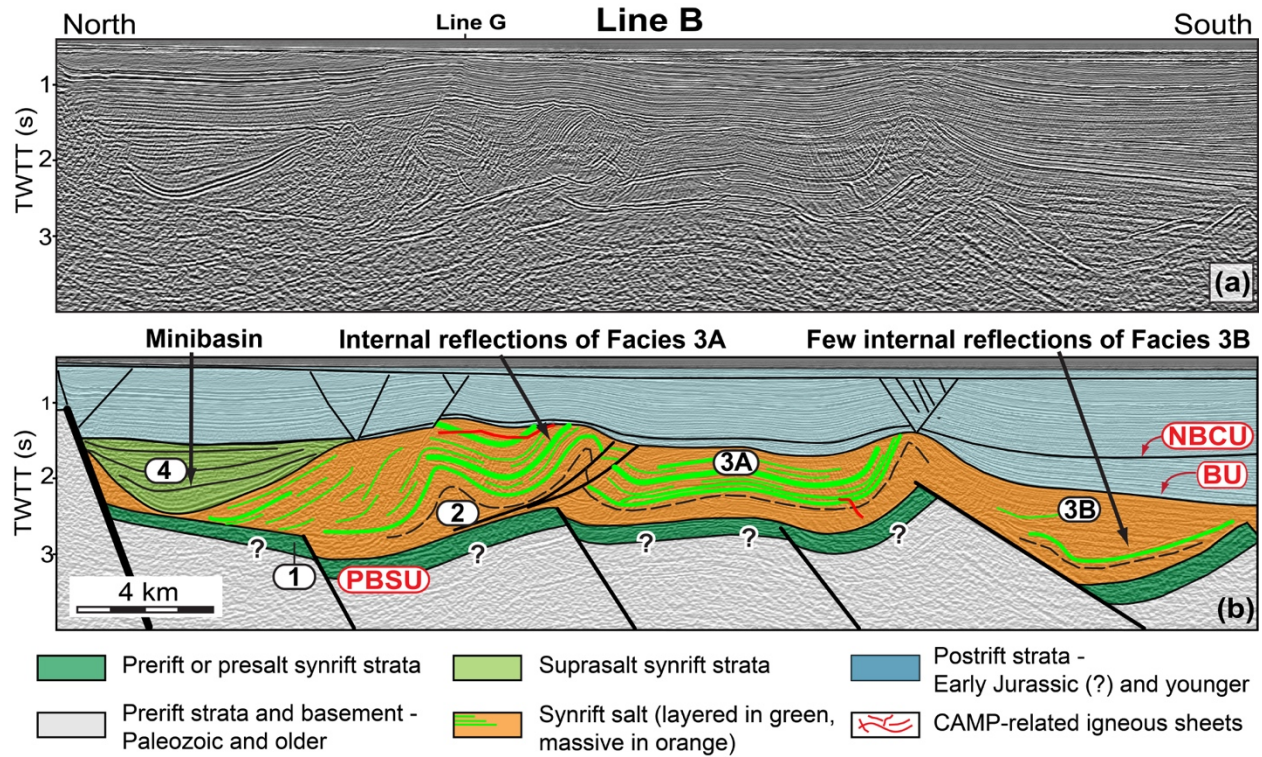 North
Line G
Line B
South
TWTT (s)
1
2
3
(a)
Minibasin
Internal reflections of Facies 3A
Few internal reflections of Facies 3B
TWTT (s)
1
2
3
4
2
3A
3B
NBCU
BU
?
1
PBSU
?
?
?
?
4 km
(b)
Prerift or presalt synrift strata
Suprasalt synrift strata
Postrift strata -
Early Jurassic (?) and younger
Prerift strata and basement -
Paleozoic and older
Synrift salt (layered in green,
massive in orange)
CAMP-related igneous sheets